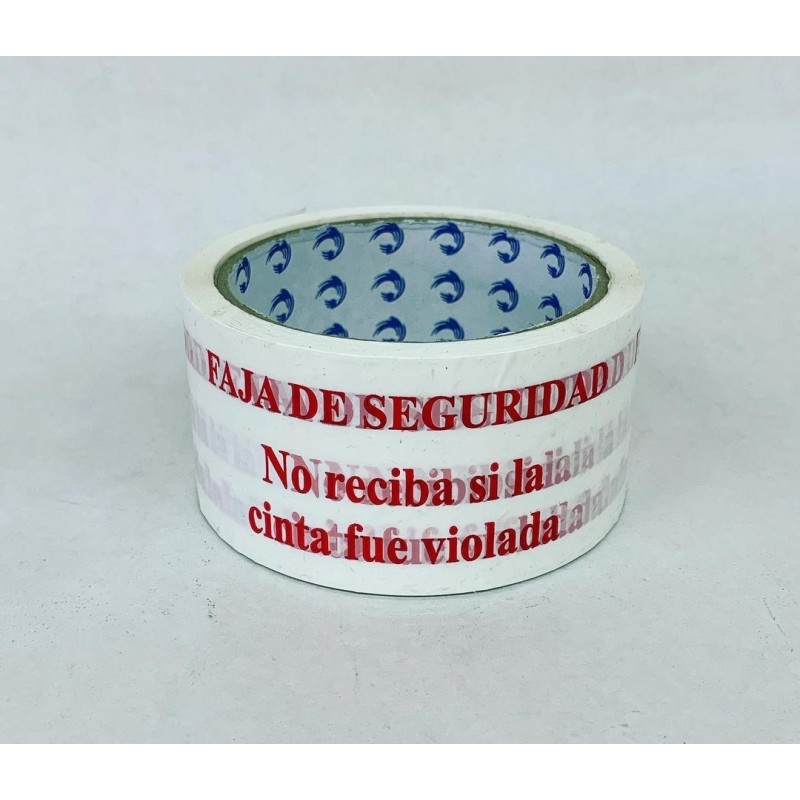 FAJA DE SEGURIDAD
No reciba si la
cinta fue violada